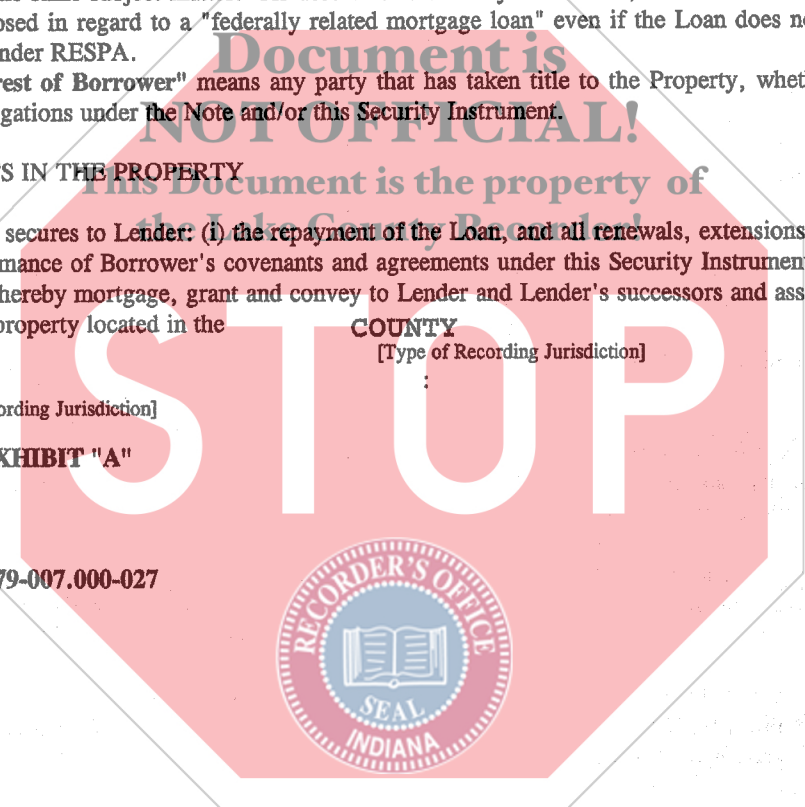 osed in regard to a "federally related mortgage loan" even if the Loan does no
nder RESPA.
Document is
rest of Borrower" means any party that has taken title to the Property, wheth
gations under the Note and/or this Security Instrument.
NOT OFFICIAL!
S IN THE PROPERTY
This Document is the property of
the Lake County Recorder!
secures to Lender: (i) the repayment of the Loan, and all renewals, extensions
mance of Borrower's covenants and agreements under this Security Instrumen
hereby mortgage, grant and convey to Lender and Lender's successors and ass
property located in the COUNTY
[Type of Recording Jurisdiction]
:
ording Jurisdiction]
XHIBIT "A"
STOP
79-007.000-027
RECORDER'S OFFICE
SEAL
INDIANA